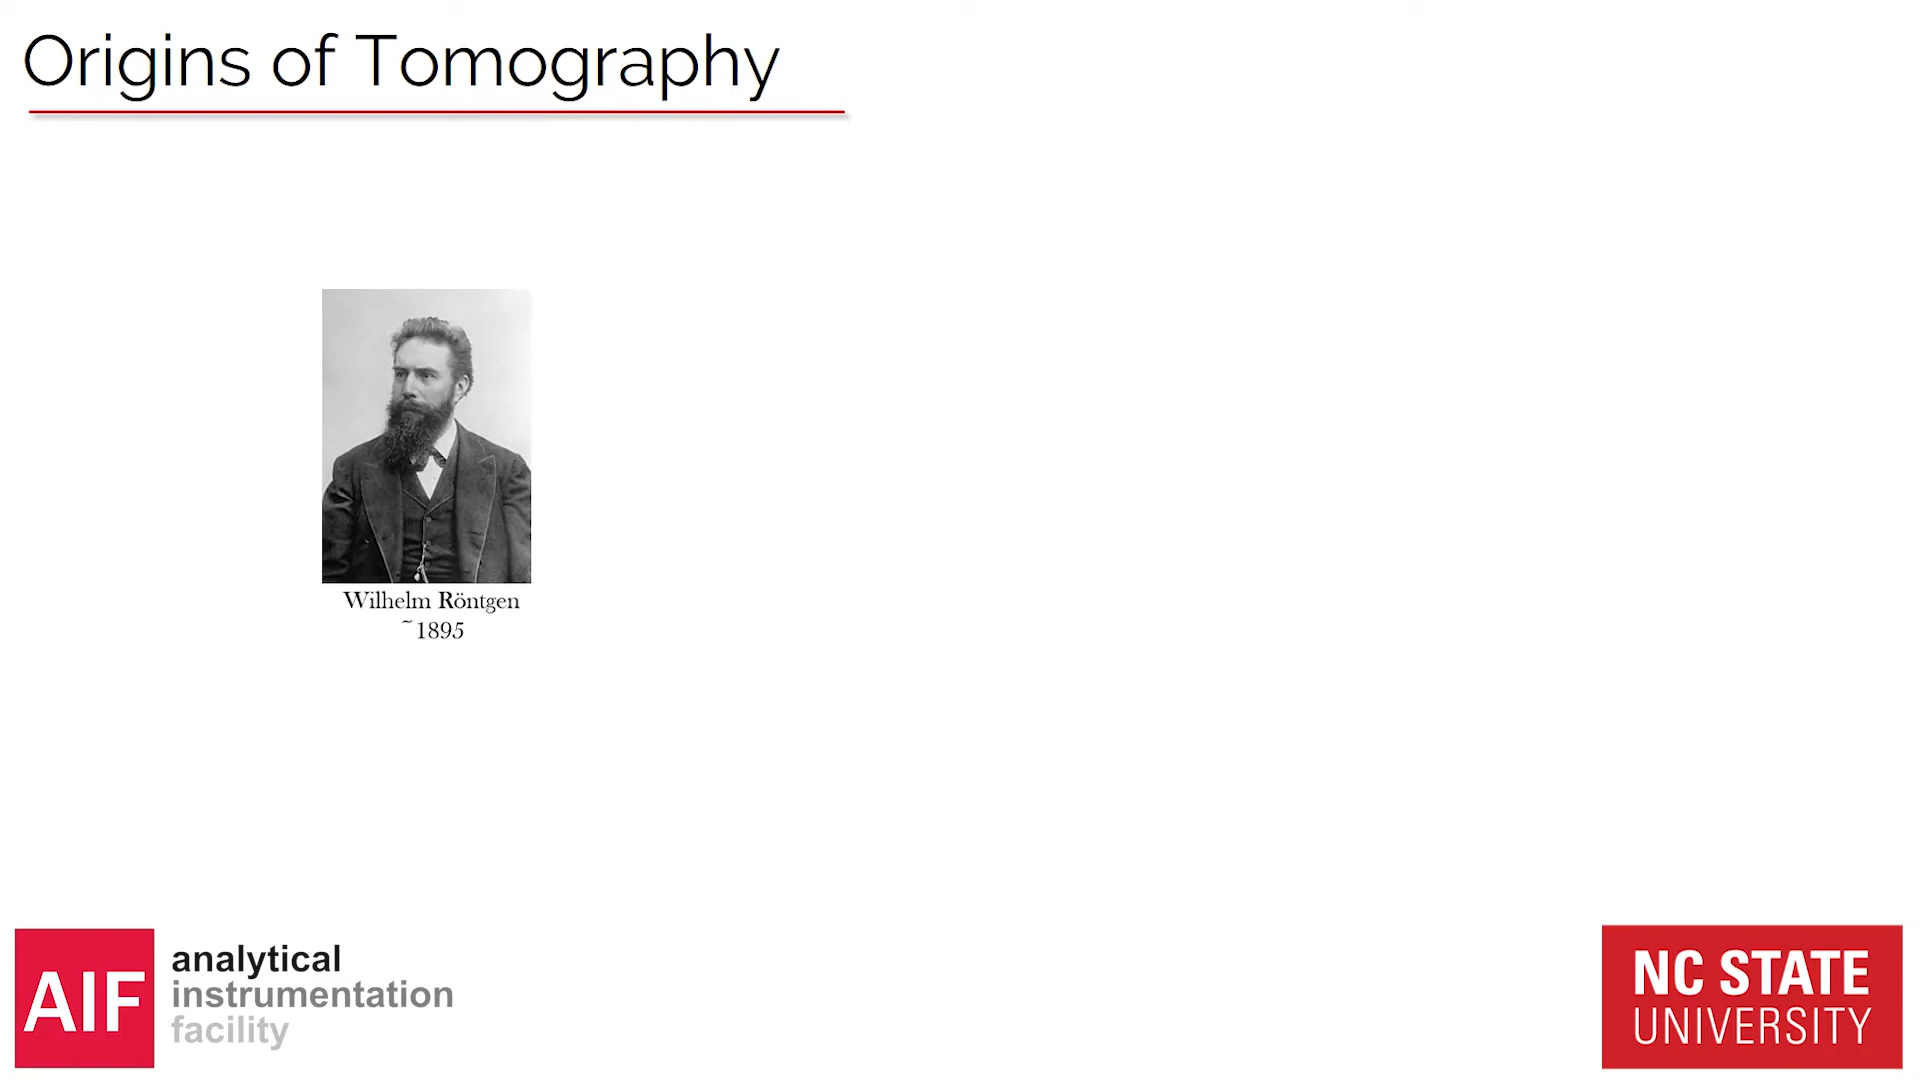 Origins of Tomography
Wilhelm Röntgen
~1895
AIF
analytical
instrumentation
facility
NC STATE
UNIVERSITY